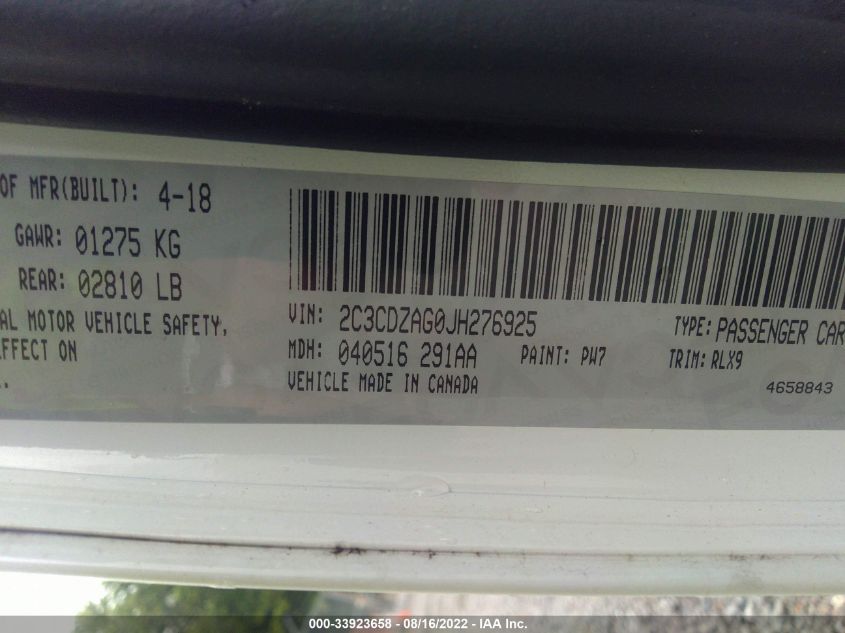 OF MFR(BUILT): 4-18
GAWR: 01275 KG
REAR: 02810 LB
AL MOTOR VEHICLE SAFETY,
EFFECT ON
VIN: 2C3CDZAG0JH276925
TYPE: PASSENGER CAR
MDH: 040516 291AA PAINT: PW7 TRIM: RLX9
VEHICLE MADE IN CANADA
4658843
000-33923658 - 08/16/2022 - IAA Inc.